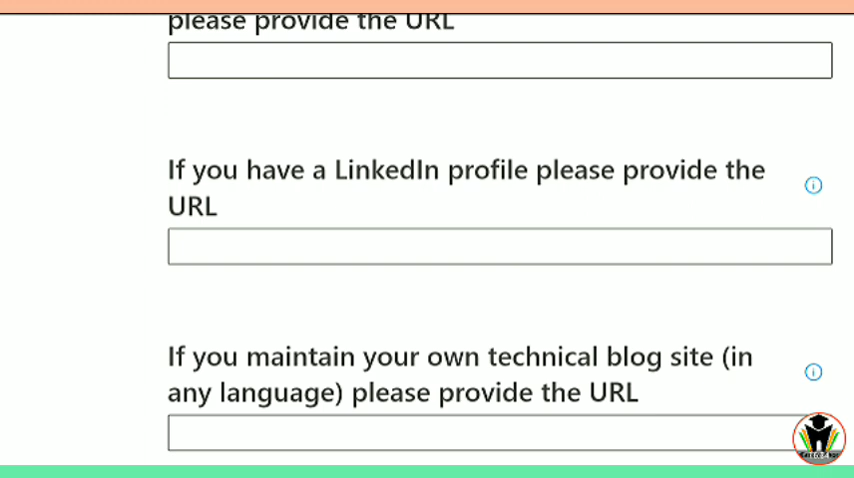 please provide the URL
If you have a LinkedIn profile please provide the
URL
If you maintain your own technical blog site (in
any language) please provide the URL